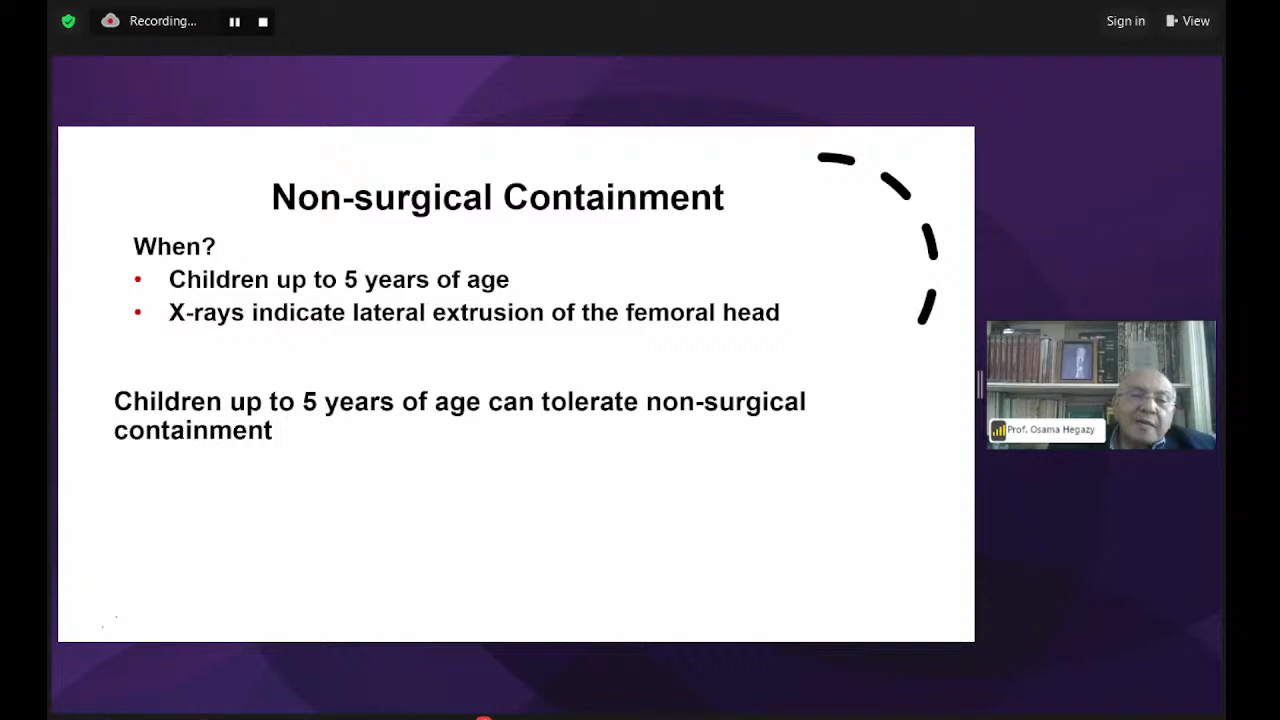 Recording...
Sign in
View
Non-surgical Containment
When?
• Children up to 5 years of age
• X-rays indicate lateral extrusion of the femoral head
Children up to 5 years of age can tolerate non-surgical
containment
Prof. Osama Hegazy